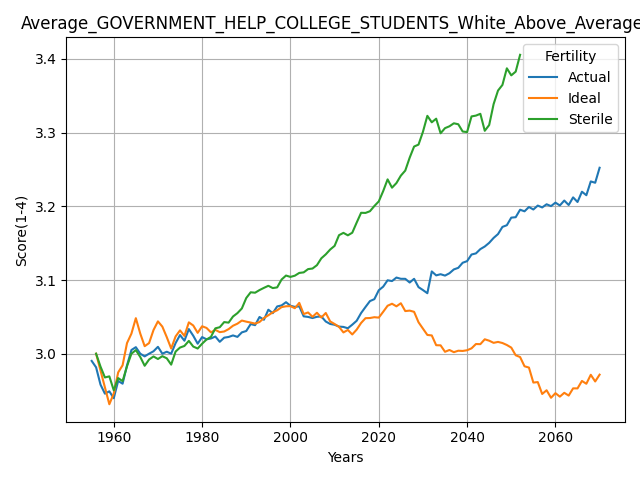 Average_GOVERNMENT_HELP_COLLEGE_STUDENTS_White_Above_Average
Fertility
Actual
Ideal
Sterile
Score(1-4)
3.4
3.3
3.2
3.1
3.0
1960 1980 2000 2020 2040 2060
Years